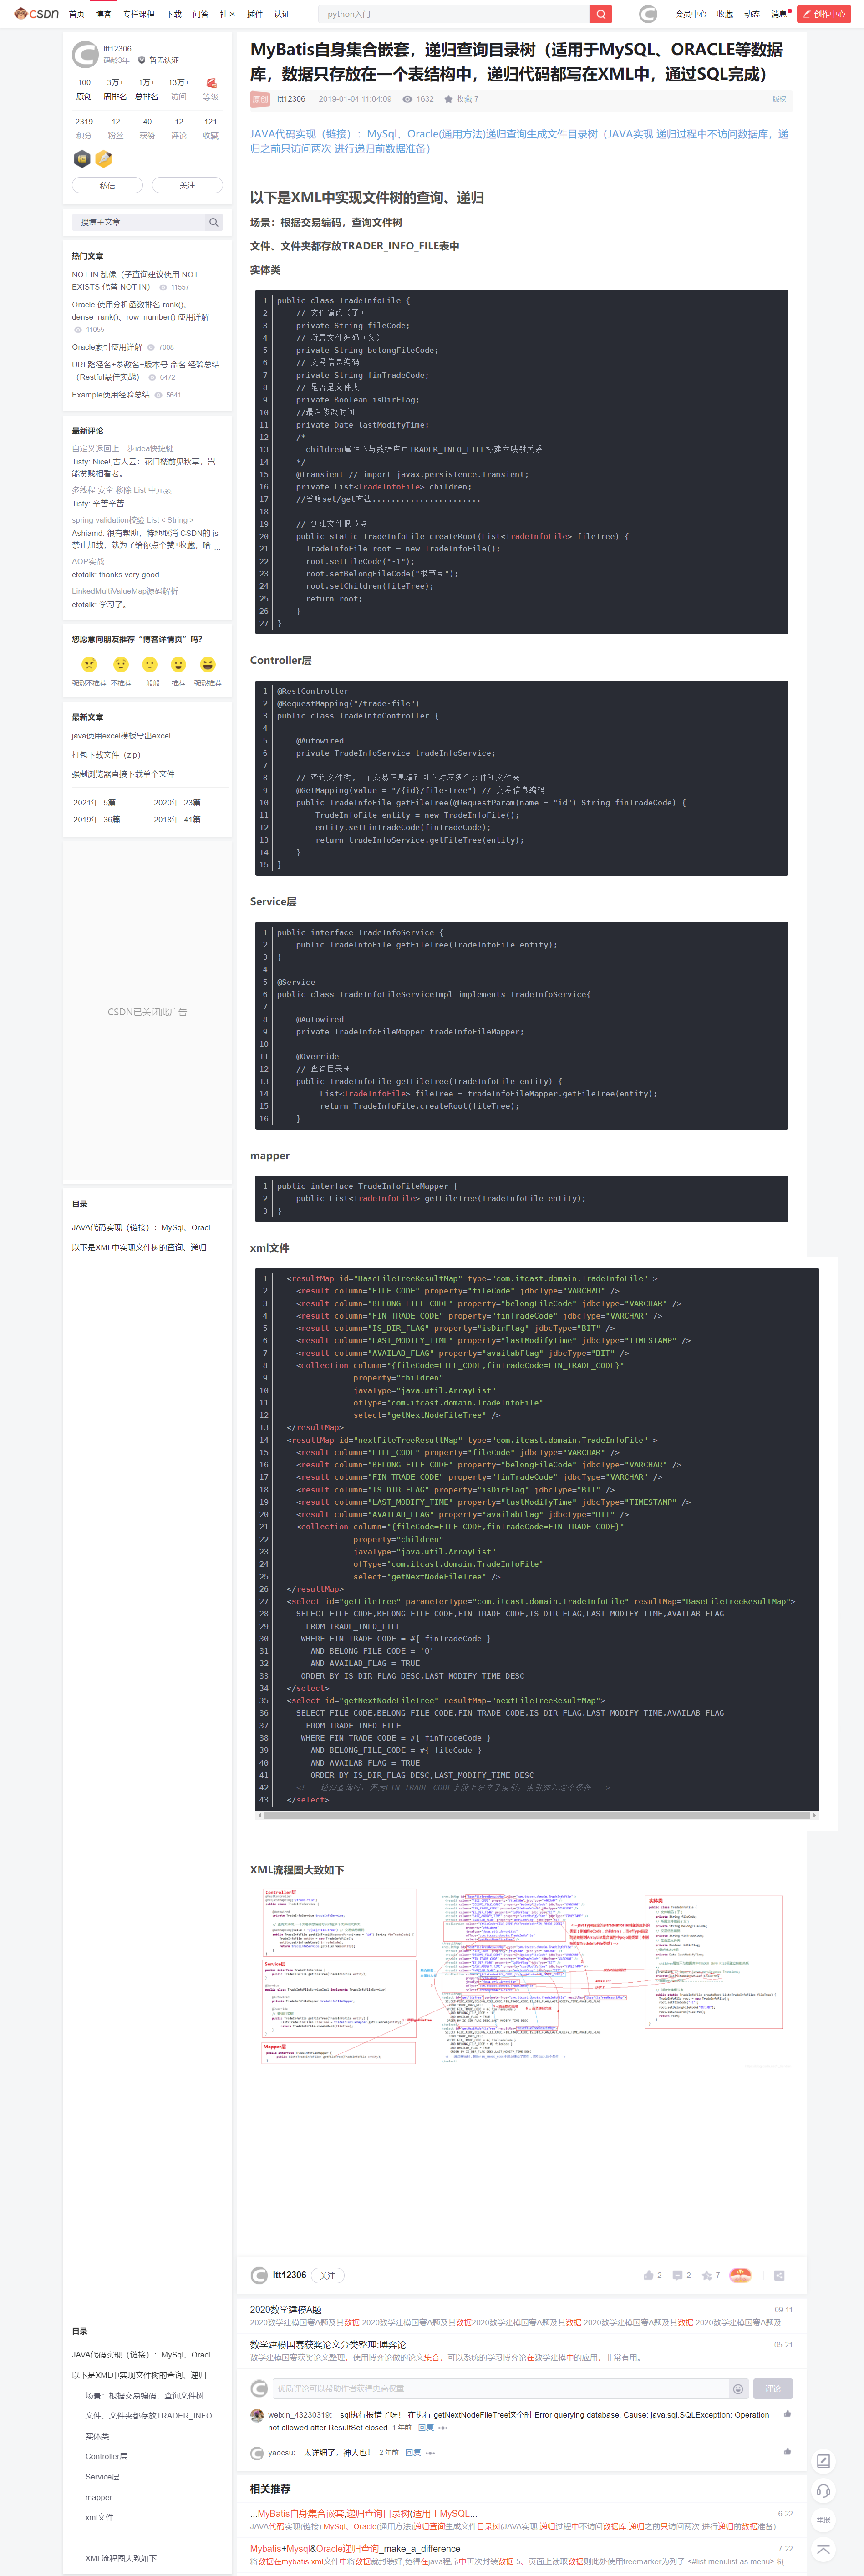 CSDN 首页 博客 专栏课程 下载 问答 社区 插件 认证 python入门 会员中心 收藏 动态 消息 创作中心
ltt12306
码龄3年 暂无认证
100 3万+ 1万+ 13万+
原创 周排名 总排名 访问 等级
2319 12 40 12 121
积分 粉丝 获赞 评论 收藏
私信 关注
搜博主文章
热门文章
NOT IN 乱像（子查询建议使用 NOT
EXISTS 代替 NOT IN） 11557
Oracle 使用分析函数排名 rank()、
dense_rank()、row_number() 使用详解
11055
Oracle索引使用详解 7008
URL路径名+参数名+版本号 命名 经验总结
（Restful最佳实战） 6472
Example使用经验总结 5641
最新评论
自定义返回上一步idea快捷键
Tisfy: Nice!,古人云：花门楼前见秋草，岂
能贫贱相看老。
多线程 安全 移除 List 中元素
Tisfy: 辛苦辛苦
spring validation校验 List < String >
Ashiamd: 很有帮助，特地取消 CSDN的 js
禁止加载，就为了给你点个赞+收藏，哈 ...
AOP实战
ctotalk: thanks very good
LinkedMultiValueMap源码解析
ctotalk: 学习了。
您愿意向朋友推荐“博客详情页”吗？
强烈不推荐 不推荐 一般般 推荐 强烈推荐
最新文章
java使用excel模板导出excel
打包下载文件（zip）
强制浏览器直接下载单个文件
2021年 5篇 2020年 23篇
2019年 36篇 2018年 41篇
CSDN已关闭此广告
目录
JAVA代码实现（链接）：MySql、Oracl...
以下是XML中实现文件树的查询、递归
MyBatis自身集合嵌套，递归查询目录树（适用于MySQL、ORACLE等数据
库，数据只存放在一个表结构中，递归代码都写在XML中，通过SQL完成）
原创 ltt12306 2019-01-04 11:04:09 1632 收藏 7 版权
JAVA代码实现（链接）：MySql、Oracle(通用方法)递归查询生成文件目录树（JAVA实现 递归过程中不访问数据库，递
归之前只访问两次 进行递归前数据准备）
以下是XML中实现文件树的查询、递归
场景：根据交易编码，查询文件树
文件、文件夹都存放TRADER_INFO_FILE表中
实体类
1 public class TradeInfoFile {
2 // 文件编码（子）
3 private String fileCode;
4 // 所属文件编码（父）
5 private String belongFileCode;
6 // 交易信息编码
7 private String finTradeCode;
8 // 是否是文件夹
9 private Boolean isDirFlag;
10 //最后修改时间
11 private Date lastModifyTime;
12 /*
13 children属性不与数据库中TRADER_INFO_FILE标建立映射关系
14 */
15 @Transient // import javax.persistence.Transient;
16 private List<TradeInfoFile> children;
17 //省略set/get方法.......................
18
19 // 创建文件根节点
20 public static TradeInfoFile createRoot(List<TradeInfoFile> fileTree) {
21 TradeInfoFile root = new TradeInfoFile();
22 root.setFileCode("-1");
23 root.setBelongFileCode("根节点");
24 root.setChildren(fileTree);
25 return root;
26 }
27 }
Controller层
1 @RestController
2 @RequestMapping("/trade-file")
3 public class TradeInfoController {
4
5 @Autowired
6 private TradeInfoService tradeInfoService;
7
8 // 查询文件树,一个交易信息编码可以对应多个文件和文件夹
9 @GetMapping(value = "/{id}/file-tree") // 交易信息编码
10 public TradeInfoFile getFileTree(@RequestParam(name = "id") String finTradeCode) {
11 TradeInfoFile entity = new TradeInfoFile();
12 entity.setFinTradeCode(finTradeCode);
13 return tradeInfoService.getFileTree(entity);
14 }
15 }
Service层
1 public interface TradeInfoService {
2 public TradeInfoFile getFileTree(TradeInfoFile entity);
3 }
4
5 @Service
6 public class TradeInfoFileServiceImpl implements TradeInfoService{
7
8 @Autowired
9 private TradeInfoFileMapper tradeInfoFileMapper;
10
11 @Override
12 // 查询目录树
13 public TradeInfoFile getFileTree(TradeInfoFile entity) {
14 List<TradeInfoFile> fileTree = tradeInfoFileMapper.getFileTree(entity);
15 return TradeInfoFile.createRoot(fileTree);
16 }
mapper
1 public interface TradeInfoFileMapper {
2 public List<TradeInfoFile> getFileTree(TradeInfoFile entity);
3 }
xml文件
1 <resultMap id="BaseFileTreeResultMap" type="com.itcast.domain.TradeInfoFile" >
2 <result column="FILE_CODE" property="fileCode" jdbcType="VARCHAR" />
3 <result column="BELONG_FILE_CODE" property="belongFileCode" jdbcType="VARCHAR" />
4 <result column="FIN_TRADE_CODE" property="finTradeCode" jdbcType="VARCHAR" />
5 <result column="IS_DIR_FLAG" property="isDirFlag" jdbcType="BIT" />
6 <result column="LAST_MODIFY_TIME" property="lastModifyTime" jdbcType="TIMESTAMP" />
7 <result column="AVAILAB_FLAG" property="availabFlag" jdbcType="BIT" />
8 <collection column="{fileCode=FILE_CODE,finTradeCode=FIN_TRADE_CODE}"
9 property="children"
10 javaType="java.util.ArrayList"
11 ofType="com.itcast.domain.TradeInfoFile"
12 select="getNextNodeFileTree" />
13 </resultMap>
14 <resultMap id="nextFileTreeResultMap" type="com.itcast.domain.TradeInfoFile" >
15 <result column="FILE_CODE" property="fileCode" jdbcType="VARCHAR" />
16 <result column="BELONG_FILE_CODE" property="belongFileCode" jdbcType="VARCHAR" />
17 <result column="FIN_TRADE_CODE" property="finTradeCode" jdbcType="VARCHAR" />
18 <result column="IS_DIR_FLAG" property="isDirFlag" jdbcType="BIT" />
19 <result column="LAST_MODIFY_TIME" property="lastModifyTime" jdbcType="TIMESTAMP" />
20 <result column="AVAILAB_FLAG" property="availabFlag" jdbcType="BIT" />
21 <collection column="{fileCode=FILE_CODE,finTradeCode=FIN_TRADE_CODE}"
22 property="children"
23 javaType="java.util.ArrayList"
24 ofType="com.itcast.domain.TradeInfoFile"
25 select="getNextNodeFileTree" />
26 </resultMap>
27 <select id="getFileTree" parameterType="com.itcast.domain.TradeInfoFile" resultMap="BaseFileTreeResultMap">
28 SELECT FILE_CODE,BELONG_FILE_CODE,FIN_TRADE_CODE,IS_DIR_FLAG,LAST_MODIFY_TIME,AVAILAB_FLAG
29 FROM TRADE_INFO_FILE
30 WHERE FIN_TRADE_CODE = #{ finTradeCode }
31 AND BELONG_FILE_CODE = '0'
32 AND AVAILAB_FLAG = TRUE
33 ORDER BY IS_DIR_FLAG DESC,LAST_MODIFY_TIME DESC
34 </select>
35 <select id="getNextNodeFileTree" resultMap="nextFileTreeResultMap">
36 SELECT FILE_CODE,BELONG_FILE_CODE,FIN_TRADE_CODE,IS_DIR_FLAG,LAST_MODIFY_TIME,AVAILAB_FLAG
37 FROM TRADE_INFO_FILE
38 WHERE FIN_TRADE_CODE = #{ finTradeCode }
39 AND BELONG_FILE_CODE = #{ fileCode }
40 AND AVAILAB_FLAG = TRUE
41 ORDER BY IS_DIR_FLAG DESC,LAST_MODIFY_TIME DESC
42 <!-- 递归查询时，因为FIN_TRADE_CODE字段上建立了索引，索引加入这个条件 -->
43 </select>
XML流程图大致如下
Controller层
Service层
Mapper层
实体类
ltt12306 关注 2 2 7
2020数学建模A题 09-11
2020数学建模国赛A题及其数据 2020数学建模国赛A题及其数据2020数学建模国赛A题及其数据 2020数学建模国赛A题及其数据 2020数学建模国赛A题及...
数学建模国赛获奖论文分类整理:博弈论 05-21
数学建模国赛获奖论文整理，使用博弈论做的论文集合，可以系统的学习博弈论在数学建模中的应用，非常有用。
优质评论可以帮助作者获得更高权重 评论
weixin_43230319： sql执行报错了呀！ 在执行 getNextNodeFileTree这个时 Error querying database. Cause: java.sql.SQLException: Operation
not allowed after ResultSet closed 1 年前 回复
yaocsu： 太详细了，神人也！ 2 年前 回复
相关推荐
...MyBatis自身集合嵌套,递归查询目录树(适用于MySQL... 6-22
JAVA代码实现(链接):MySql、Oracle(通用方法)递归查询生成文件目录树(JAVA实现 递归过程中不访问数据库,递归之前只访问两次 进行递归前数据准备) ...
Mybatis+Mysql&Oracle递归查询_make_a_difference 7-22
将数据在mybatis xml文件中将数据就封装好,免得在java程序中再次封装数据 5、页面上读取数据则此处使用freemarker为列子 <#list menulist as menu> ${...
目录
JAVA代码实现（链接）：MySql、Oracl...
以下是XML中实现文件树的查询、递归
场景：根据交易编码，查询文件树
文件、文件夹都存放TRADER_INFO...
实体类
Controller层
Service层
mapper
xml文件
XML流程图大致如下
举报